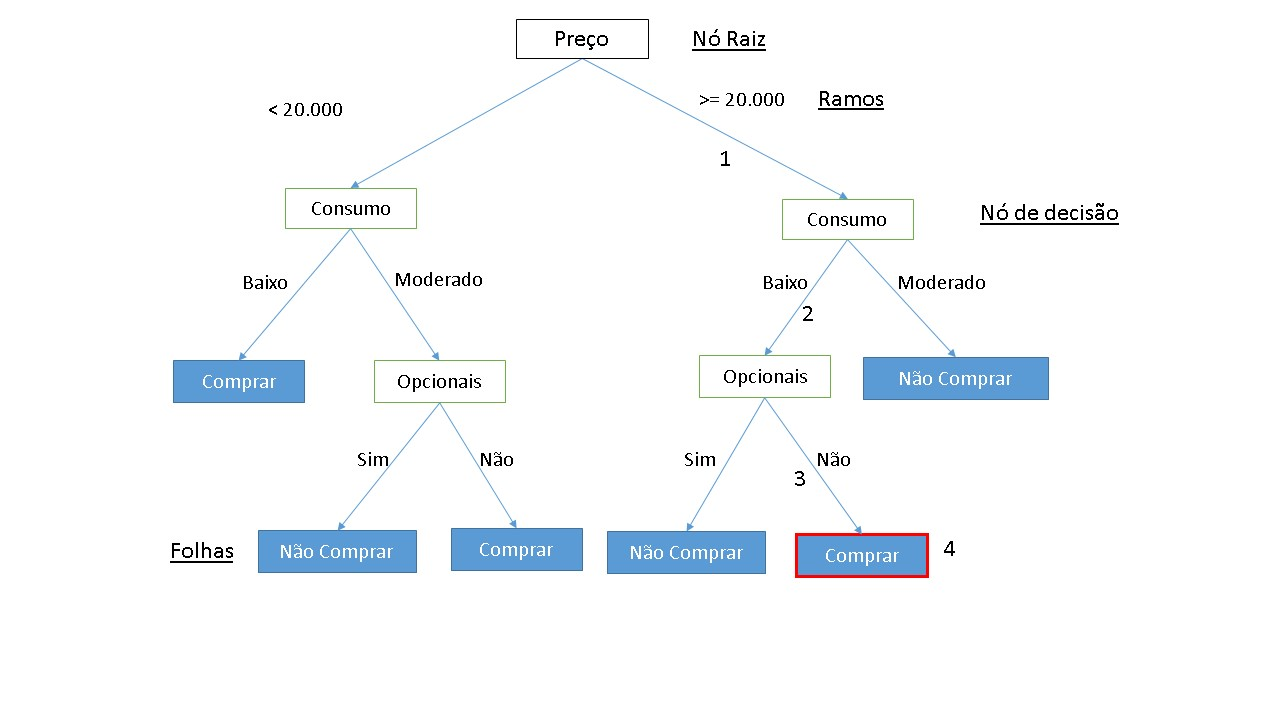 Preço
Nó Raiz
< 20.000
>= 20.000
Ramos
1
Consumo
Consumo
Nó de decisão
Baixo
Moderado
Baixo
Moderado
2
Comprar
Opcionais
Opcionais
Não Comprar
Sim
Não
Sim
Não
3
Folhas
Não Comprar
Comprar
Não Comprar
Comprar
4